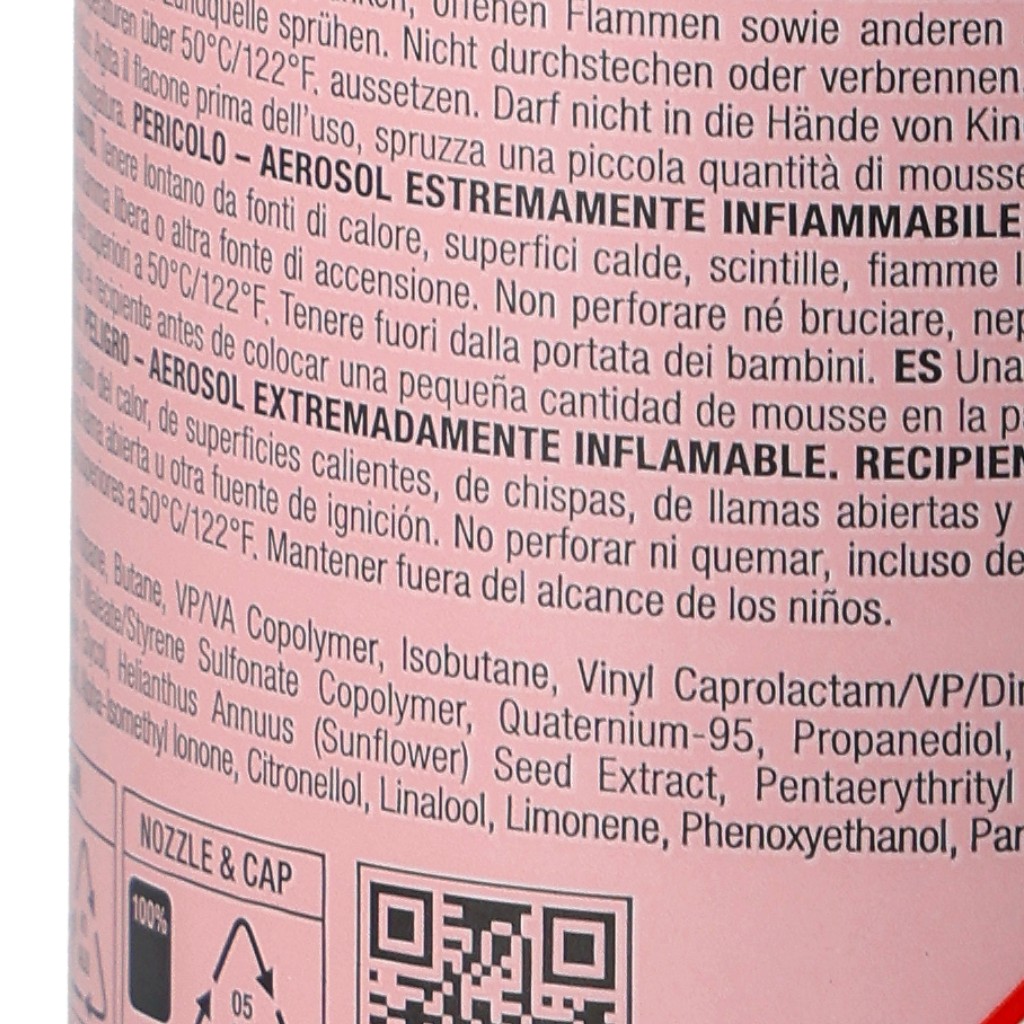 offenen Flammen sowie anderen
sprühen. Nicht durchstechen oder verbrennen,
über 50°C/122°F. aussetzen. Darf nicht in die Hände von Kin
Agita il flacone prima dell'uso, spruzza una piccola quantità di mousse
PERICOLO – AEROSOL ESTREMAMENTE INFIAMMABILE
Tenere lontano da fonti di calore, superfici calde, scintille, fiamme l
libera o altra fonte di accensione. Non perforare né bruciare, nep
superiori a 50°C/122°F. Tenere fuori dalla portata dei bambini. ES Una
recipiente antes de colocar una pequeña cantidad de mousse en la p
PELIGRO – AEROSOL EXTREMADAMENTE INFLAMABLE. RECIPIEN
del calor, de superficies calientes, de chispas, de llamas abiertas y
abierta u otra fuente de ignición. No perforar ni quemar, incluso de
a 50°C/122°F. Mantener fuera del alcance de los niños.
Butane, VP/VA Copolymer, Isobutane, Vinyl Caprolactam/VP/Dim
Maleate/Styrene Sulfonate Copolymer, Quaternium-95, Propanediol,
Helianthus Annuus (Sunflower) Seed Extract, Pentaerythrityl
Alpha-Isomethyl Ionone, Citronellol, Linalool, Limonene, Phenoxyethanol, Par
NOZZLE & CAP
100%
05